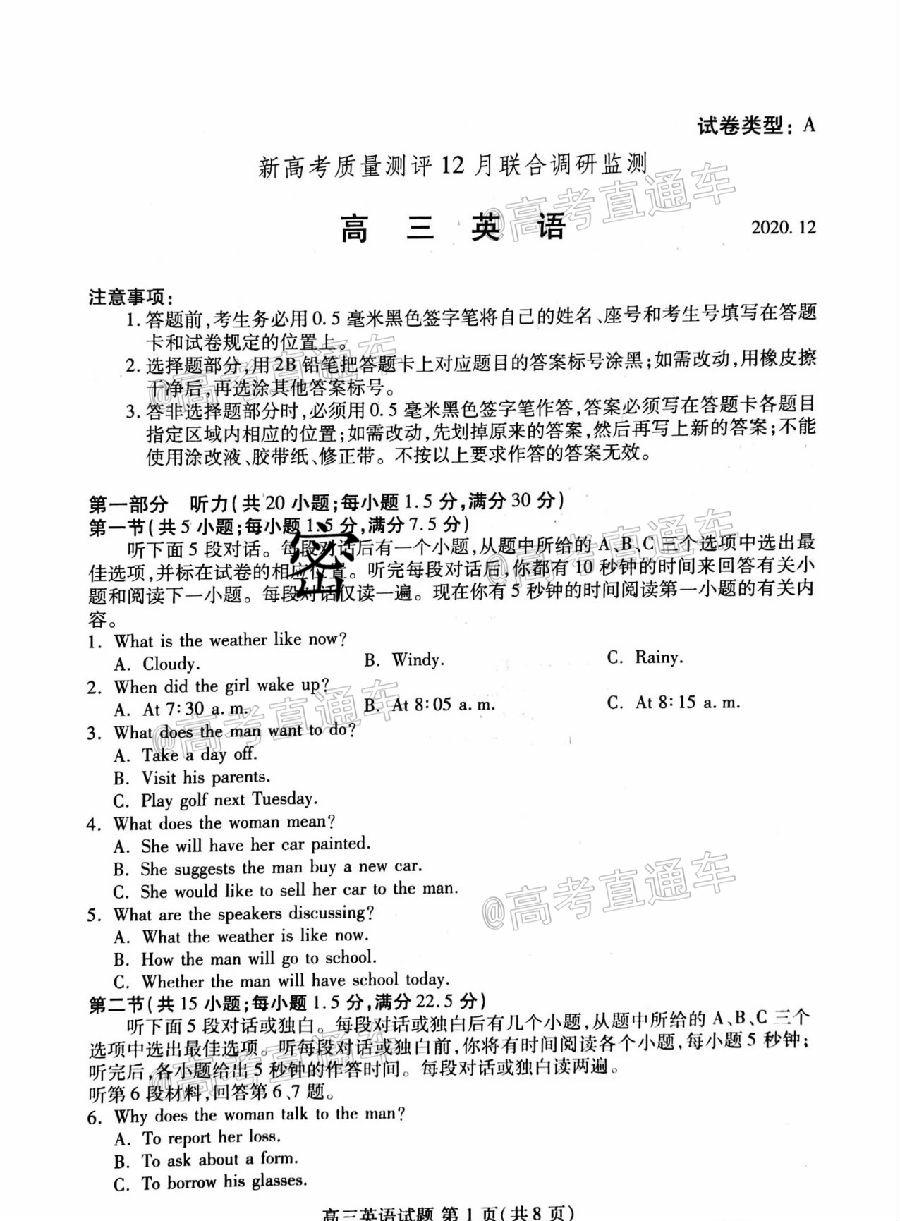 试卷类型：A
新高考质量测评12月联合调研监测
高 三 英 语
2020.12
注意事项：
1.答题前，考生务必用0.5毫米黑色签字笔将自己的姓名、座号和考生号填写在答题
卡和试卷规定的位置上。
2.选择题部分，用2B铅笔把答题卡上对应题目的答案标号涂黑；如需改动，用橡皮擦
干净后，再选涂其他答案标号。
3.答非选择题部分时，必须用0.5毫米黑色签字笔作答，答案必须写在答题卡各题目
指定区域内相应的位置；如需改动，先划掉原来的答案，然后再写上新的答案；不能
使用涂改液、胶带纸、修正带。不按以上要求作答的答案无效。
第一部分 听力（共20小题；每小题1.5分，满分30分）
第一节（共5小题；每小题1.5分，满分7.5分）
听下面5段对话。每段对话后有一个小题，从题中所给的A、B、C三个选项中选出最
佳选项，并标在试卷的相应位置。听完每段对话后，你都有10秒钟的时间来回答有关小
题和阅读下一小题。每段对话仅读一遍。现在你有5秒钟的时间阅读第一小题的有关内
容。
密
1. What is the weather like now?
A. Cloudy. B. Windy. C. Rainy.
2. When did the girl wake up?
A. At 7:30 a. m. B. At 8:05 a. m. C. At 8:15 a. m.
3. What does the man want to do?
A. Take a day off.
B. Visit his parents.
C. Play golf next Tuesday.
4. What does the woman mean?
A. She will have her car painted.
B. She suggests the man buy a new car.
C. She would like to sell her car to the man.
5. What are the speakers discussing?
A. What the weather is like now.
B. How the man will go to school.
C. Whether the man will have school today.
第二节（共15小题；每小题1.5分，满分22.5分）
听下面5段对话或独白。每段对话或独白后有几个小题，从题中所给的A、B、C三个
选项中选出最佳选项。听每段对话或独白前，你将有时间阅读各个小题，每小题5秒钟；
听完后，各小题给出5秒钟的作答时间。每段对话或独白读两遍。
听第6段材料，回答第6、7题。
6. Why does the woman talk to the man?
A. To report her loss.
B. To ask about a form.
C. To borrow his glasses.
高三英语试题 第1页（共8页）
@高考直通车
@高考直通车
@高考直通车
@高考直通车
@高考直通车
@高考直通车